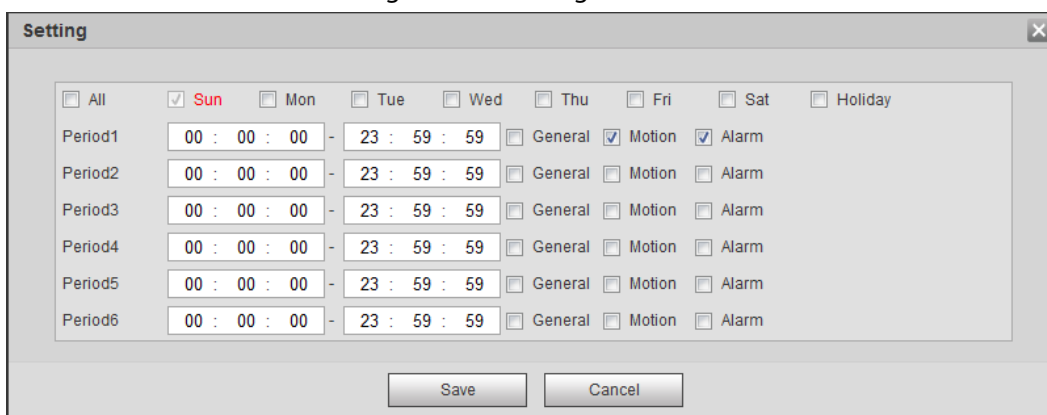 Setting
All Sun Mon Tue Wed Thu Fri Sat Holiday
Period1 00 : 00 : 00 - 23 : 59 : 59 General Motion Alarm
Period2 00 : 00 : 00 - 23 : 59 : 59 General Motion Alarm
Period3 00 : 00 : 00 - 23 : 59 : 59 General Motion Alarm
Period4 00 : 00 : 00 - 23 : 59 : 59 General Motion Alarm
Period5 00 : 00 : 00 - 23 : 59 : 59 General Motion Alarm
Period6 00 : 00 : 00 - 23 : 59 : 59 General Motion Alarm
Save Cancel